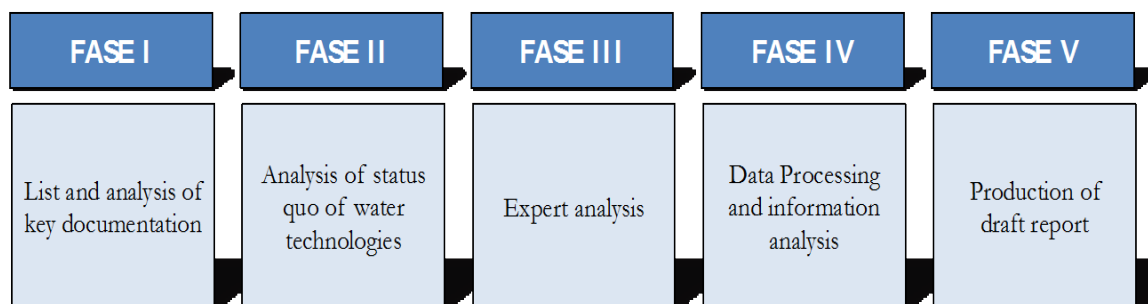 FASE I
List and analysis of
key documentation
FASE II
Analysis of status
quo of water
technologies
FASE III
Expert analysis
FASE IV
Data Processing
and information
analysis
FASE V
Production of
draft report